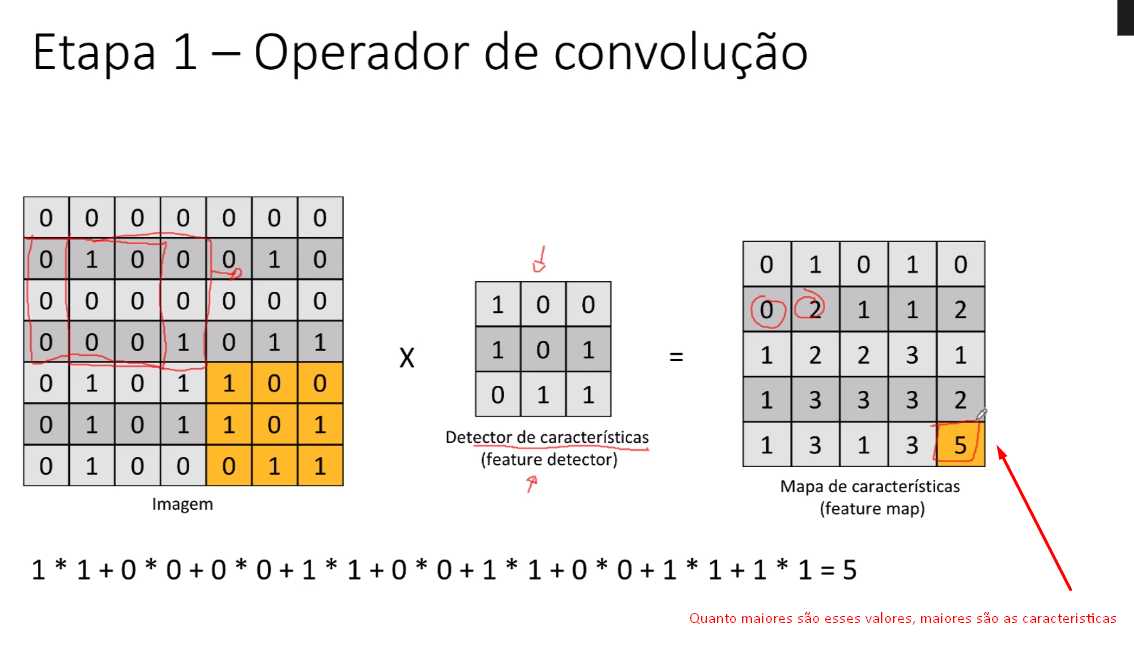 Etapa 1 – Operador de convolução
0 0 0 0 0 0 0
0 1 0 0 0 1 0
0 0 0 0 0 0 0
0 0 0 1 0 1 1
0 1 0 1 1 0 0
0 1 0 1 1 0 1
0 1 0 0 0 1 1
Imagem
X
1 0 0
1 0 1
0 1 1
Detector de características
(feature detector)
=
0 1 0 1 0
0 2 1 1 2
1 2 2 3 1
1 3 3 3 2
1 3 1 3 5
Mapa de características
(feature map)
1 * 1 + 0 * 0 + 0 * 0 + 1 * 1 + 0 * 0 + 1 * 1 + 0 * 0 + 1 * 1 + 1 * 1 = 5
Quanto maiores são esses valores, maiores são as caracteristicas